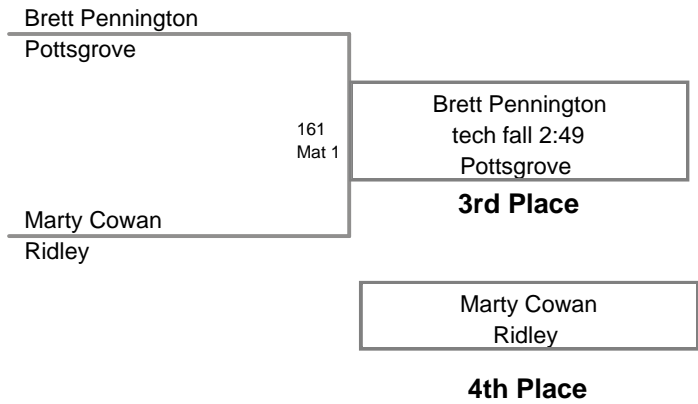 Brett Pennington
Pottsgrove
161
Mat 1
Brett Pennington
tech fall 2:49
Pottsgrove
3rd Place
Marty Cowan
Ridley
Marty Cowan
Ridley
4th Place